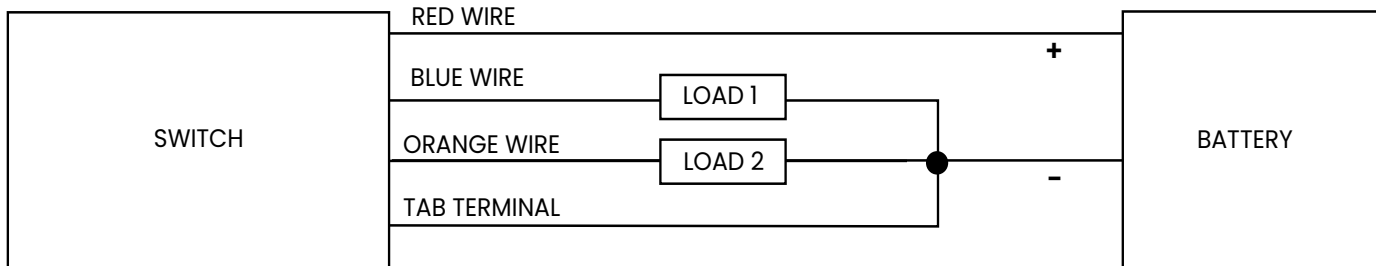 RED WIRE
+
BLUE WIRE
LOAD 1
SWITCH
ORANGE WIRE
LOAD 2
BATTERY
-
TAB TERMINAL